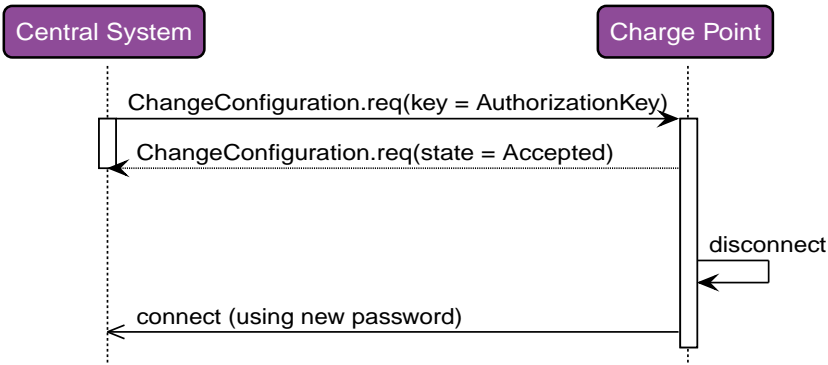 Central System
Charge Point
ChangeConfiguration.req(key = AuthorizationKey)
ChangeConfiguration.req(state = Accepted)
disconnect
connect (using new password)